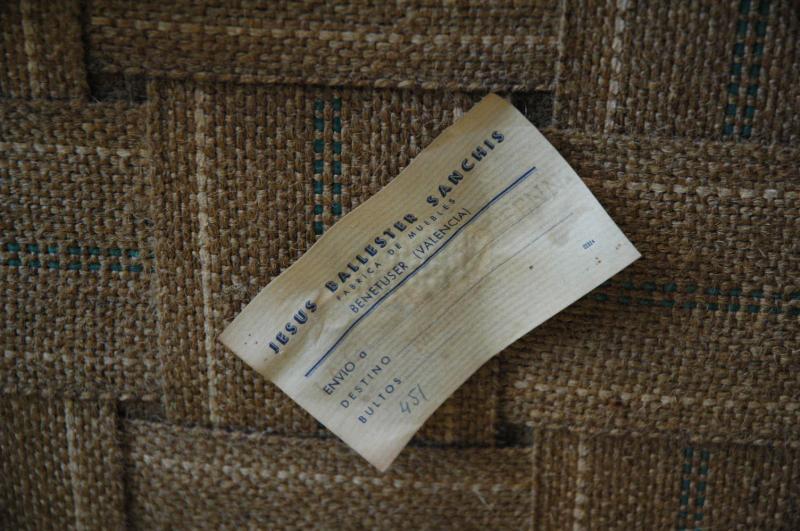 JESUS BALLESTER SANCHIS
FABRICA DE MUEBLES
BENETUSER (VALENCIA)
ENVIO a
DESTINO
BULTOS 451